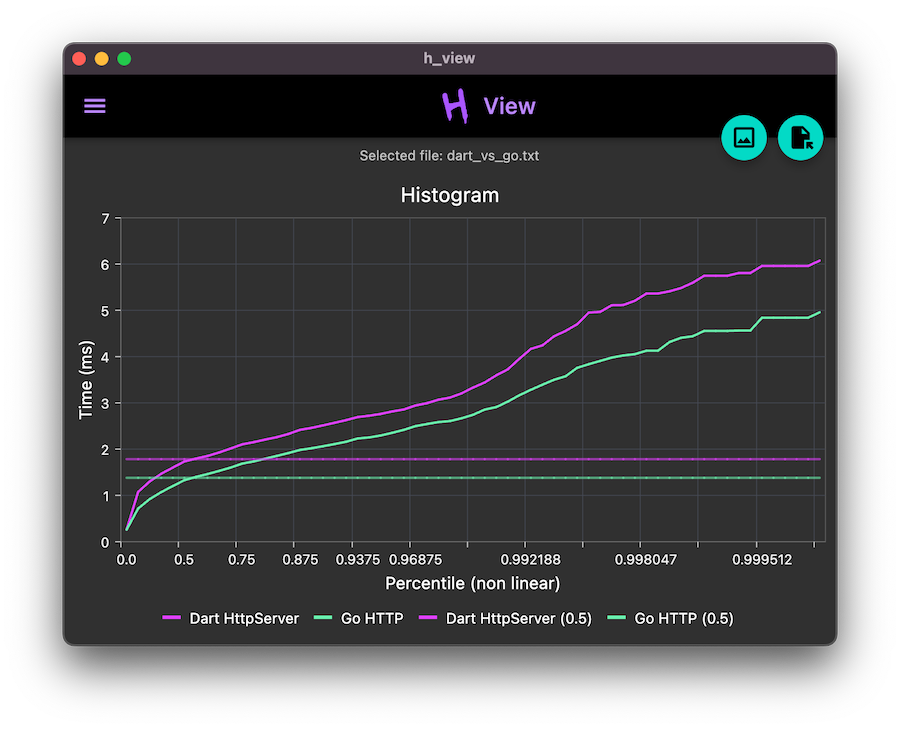 h_view
H View
Selected file: dart_vs_go.txt
Histogram
7
6
5
4
3
2
1
0
Time (ms)
0.0 0.5 0.75 0.875 0.9375 0.96875 0.992188 0.998047 0.999512
Percentile (non linear)
Dart HttpServer Go HTTP Dart HttpServer (0.5) Go HTTP (0.5)